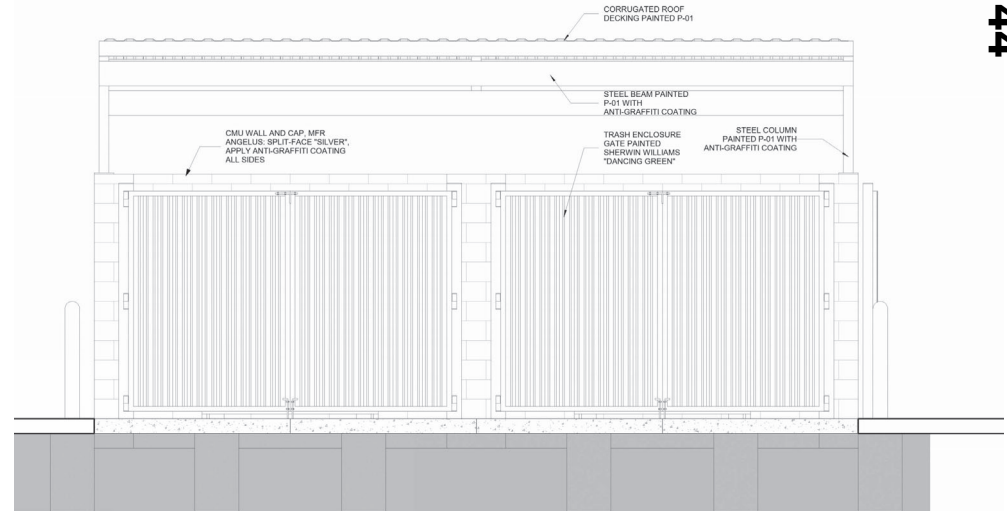 CORRUGATED ROOF
DECKING PAINTED P-01
44
STEEL BEAM PAINTED
P-01 WITH
ANTI-GRAFFITI COATING
CMU WALL AND CAP, MFR
ANGELUS: SPLIT-FACE "SILVER",
APPLY ANTI-GRAFFITI COATING
ALL SIDES
TRASH ENCLOSURE
GATE PAINTED
SHERWIN WILLIAMS
"DANCING GREEN"
STEEL COLUMN
PAINTED P-01 WITH
ANTI-GRAFFITI COATING